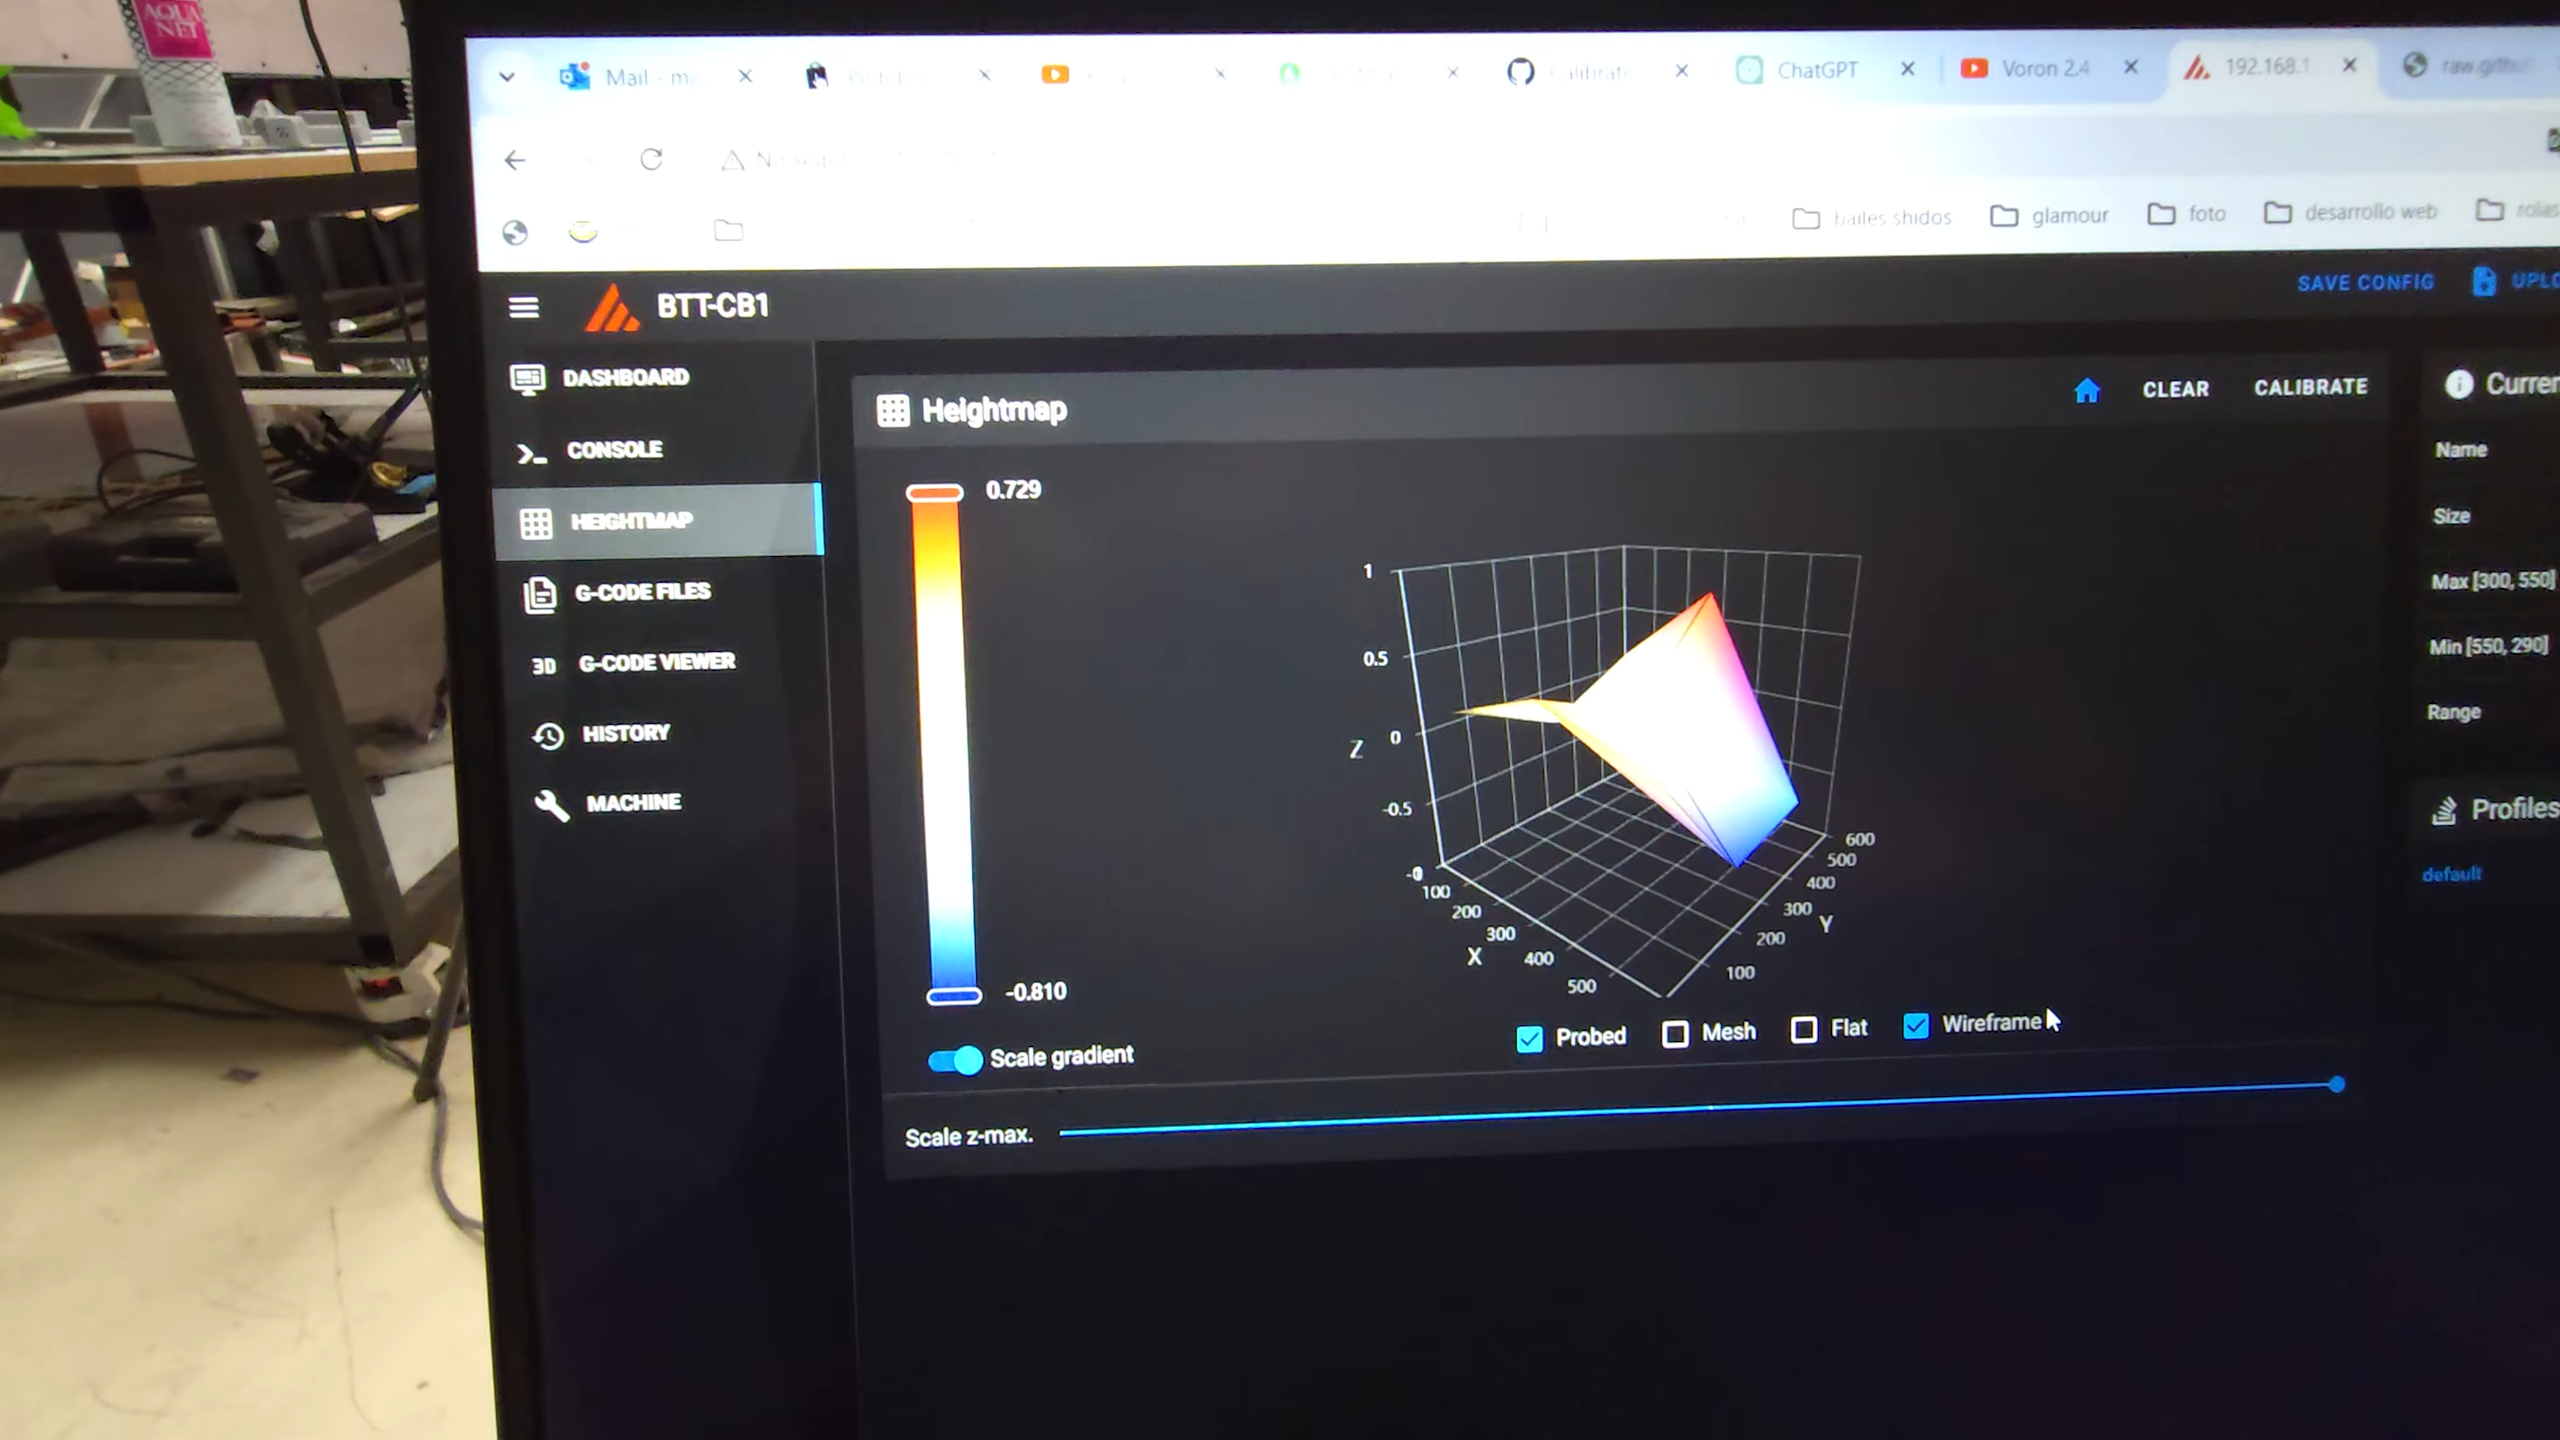 AQUA
NET
Mail - m
ChatGPT
Voron 2.4
192.168.1
bailes shidos
glamour
foto
desarrollo web
rolas
BTT-CB1
SAVE CONFIG
UPLO
DASHBOARD
CONSOLE
HEIGHTMAP
G-CODE FILES
3D G-CODE VIEWER
HISTORY
MACHINE
Heightmap
CLEAR
CALIBRATE
0.729
-0.810
Scale gradient
1
0.5
0
-0.5
Z
100
200
300
400
500
X
100
200
300
400
500
600
Y
Probed
Mesh
Flat
Wireframe
Scale z-max.
Curren
Name
Size
Max [300, 550]
Min [550, 290]
Range
Profiles
default